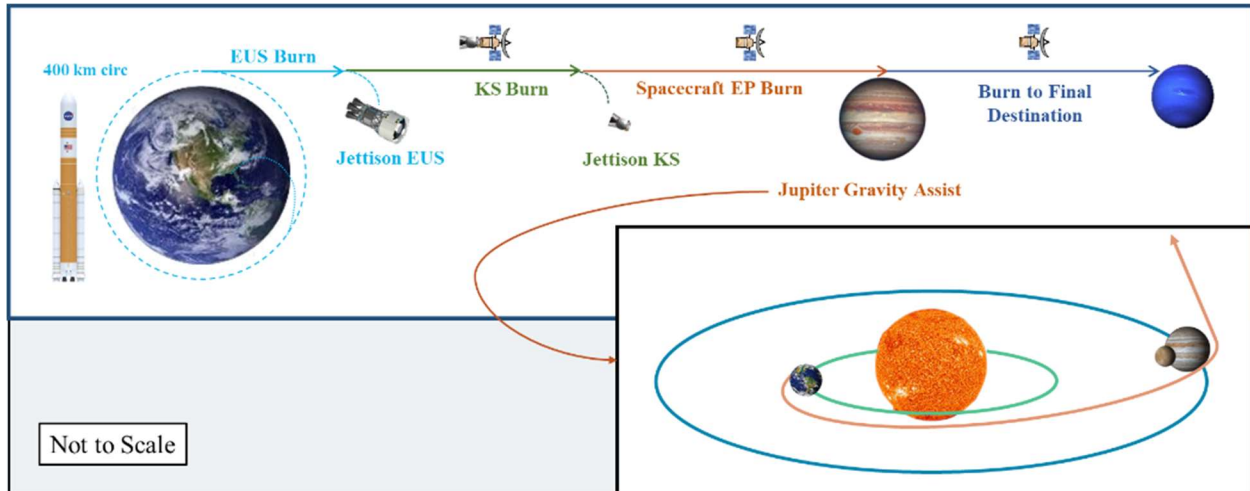 400 km circ
EUS Burn
Jettison EUS
KS Burn
Jettison KS
Spacecraft EP Burn
Jupiter Gravity Assist
Burn to Final
Destination
Not to Scale